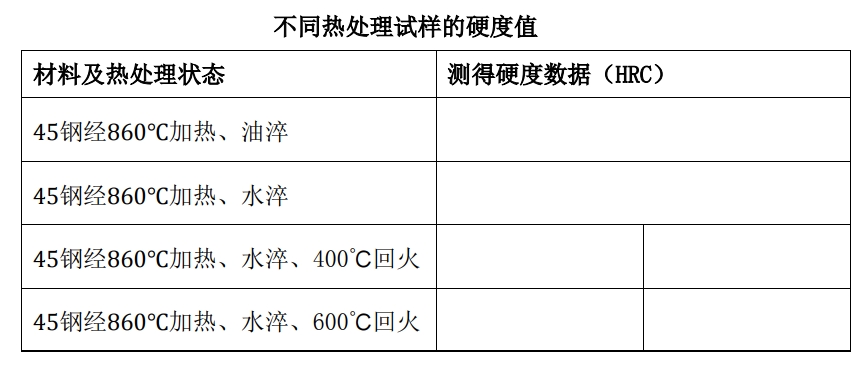 不同热处理试样的硬度值
材料及热处理状态 测得硬度数据（HRC）
45钢经860℃加热、油淬
45钢经860℃加热、水淬
45钢经860℃加热、水淬、400℃回火
45钢经860℃加热、水淬、600℃回火